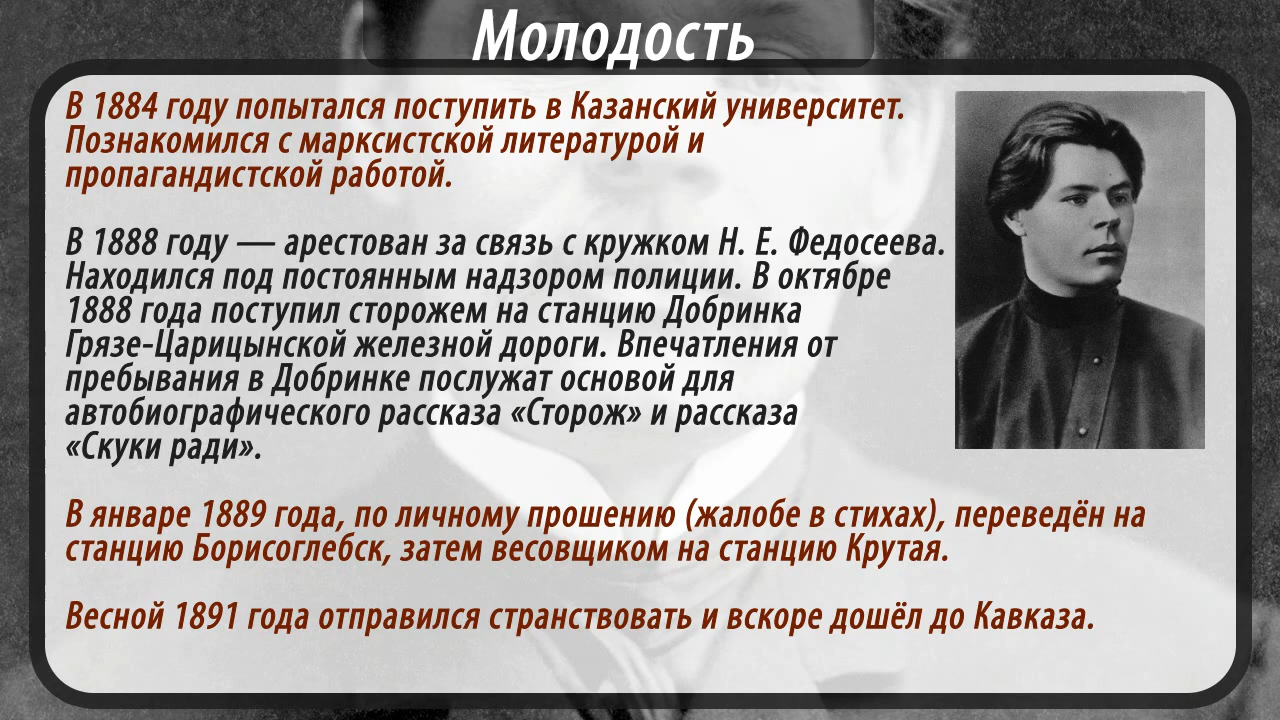 Молодость
В 1884 году попытался поступить в Казанский университет.
Познакомился с марксистской литературой и
пропагандистской работой.
В 1888 году — арестован за связь с кружком Н. Е. Федосеева.
Находился под постоянным надзором полиции. В октябре
1888 года поступил сторожем на станцию Добринка
Грязе-Царицынской железной дороги. Впечатления от
пребывания в Добринке послужат основой для
автобиографического рассказа «Сторож» и рассказа
«Скуки ради».
В январе 1889 года, по личному прошению (жалобе в стихах), переведён на
станцию Борисоглебск, затем весовщиком на станцию Крутая.
Весной 1891 года отправился странствовать и вскоре дошёл до Кавказа.